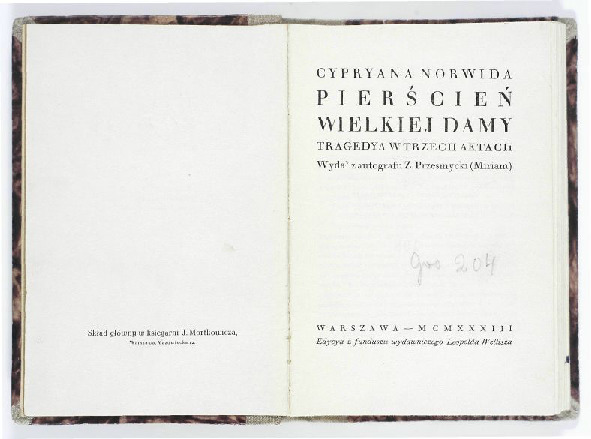 Skład główny w księgarni J. Mortkowicza,
CYPRYANA NORWIDA
PIERŚCIEŃ
WIELKIEJ DAMY
TRAGEDYA W TRZECH AKTACH
Wydał z autografu Z. Przesmycki (Miriam)
204
WARSZAWA — MCMXXXIII
Edycya z funduszu wydawniczego Leopolda Wellisza